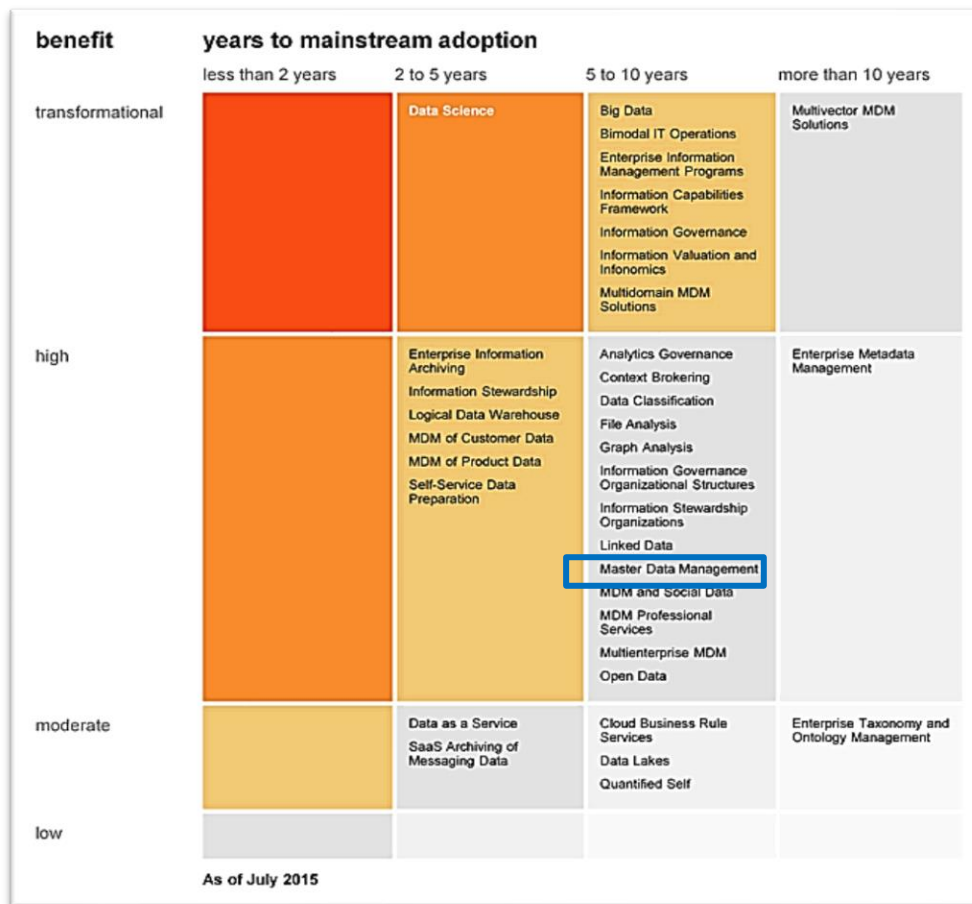 benefit
years to mainstream adoption
less than 2 years
2 to 5 years
5 to 10 years
more than 10 years
transformational
Data Science
Big Data
Bimodal IT Operations
Enterprise Information
Management Programs
Information Capabilities
Framework
Information Governance
Information Valuation and
Infonomics
Multidomain MDM
Solutions
Multivector MDM
Solutions
high
Enterprise Information
Archiving
Information Stewardship
Logical Data Warehouse
MDM of Customer Data
MDM of Product Data
Self-Service Data
Preparation
Analytics Governance
Context Brokering
Data Classification
File Analysis
Graph Analysis
Information Governance
Organizational Structures
Information Stewardship
Organizations
Linked Data
Master Data Management
MDM and Social Data
MDM Professional
Services
Multienterprise MDM
Open Data
Enterprise Metadata
Management
moderate
Data as a Service
SaaS Archiving of
Messaging Data
Cloud Business Rule
Services
Data Lakes
Quantified Self
Enterprise Taxonomy and
Ontology Management
low
As of July 2015